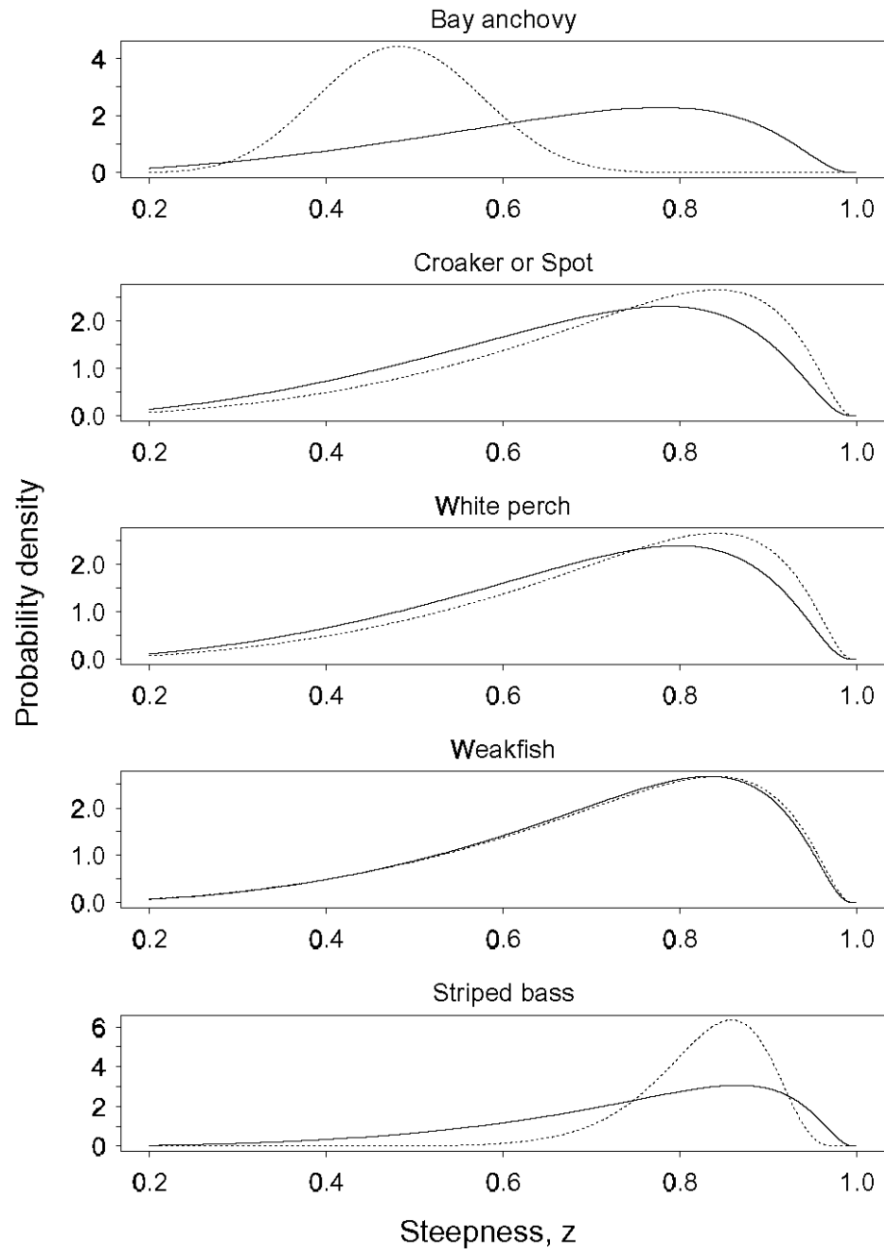 Bay anchovy
4
2
0
0.2 0.4 0.6 0.8 1.0
Croaker or Spot
2.0
1.0
0.0
0.2 0.4 0.6 0.8 1.0
White perch
2.0
1.0
0.0
0.2 0.4 0.6 0.8 1.0
Weakfish
2.0
1.0
0.0
0.2 0.4 0.6 0.8 1.0
Striped bass
6
4
2
0
0.2 0.4 0.6 0.8 1.0
Probability density
Steepness, z